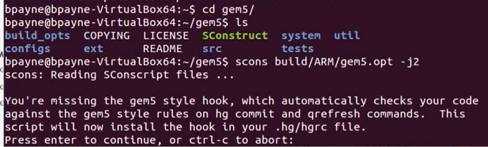 bpayne@bpayne-VirtualBox64:~$ cd gem5/
bpayne@bpayne-VirtualBox64:~/gem5$ ls
build_opts COPYING LICENSE SConstruct system util
configs ext README src tests
bpayne@bpayne-VirtualBox64:~/gem5$ scons build/ARM/gem5.opt -j2
scons: Reading SConscript files ...
You're missing the gem5 style hook, which automatically checks your code
against the gem5 style rules on hg commit and qrefresh commands. This
script will now install the hook in your .hg/hgrc file.
Press enter to continue, or ctrl-c to abort: